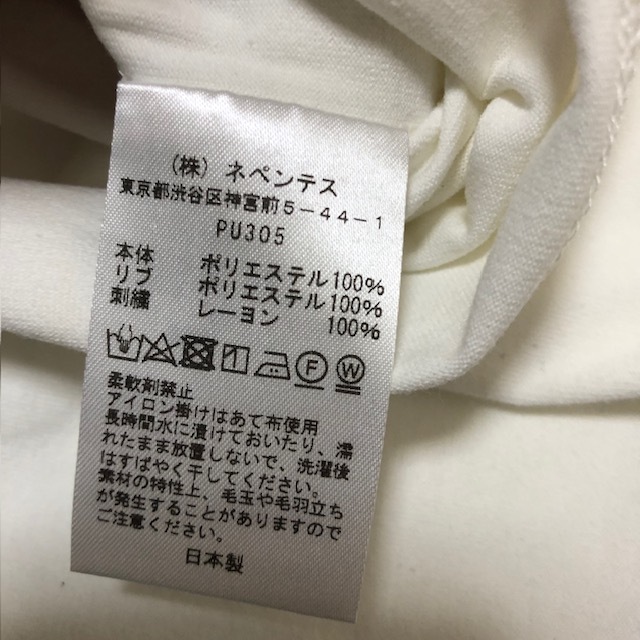 (株) ネペンテス
東京都渋谷区神宮前5-44-1
PU305
本体 ポリエステル100%
リブ ポリエステル100%
刺繍 レーヨン 100%
F W
柔軟剤禁止
アイロン掛けはあて布使用
長時間水に漬けておいたり、濡
れたまま放置しないで、洗濯後
はすばやく干してください。
素材の特性上、毛玉や毛羽立ち
が発生することがありますので
ご注意ください。
日本製